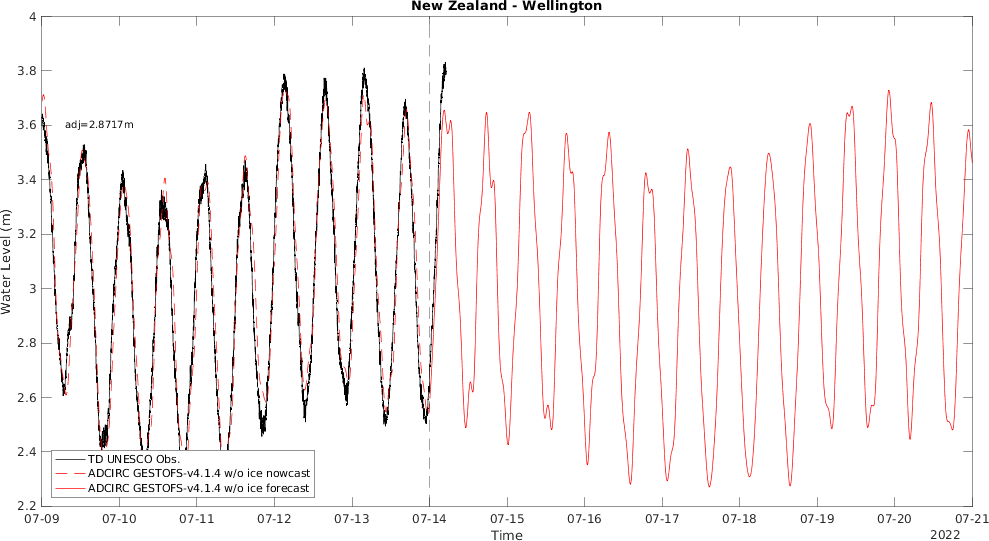 New Zealand - Wellington
4
3.8
3.6
3.4
3.2
3
2.8
2.6
2.4
2.2
Water Level (m)
adj=2.8717m
TD UNESCO Obs.
ADCIRC GESTOFS-v4.1.4 w/o ice nowcast
ADCIRC GESTOFS-v4.1.4 w/o ice forecast
07-09 07-10 07-11 07-12 07-13 07-14 07-15 07-16 07-17 07-18 07-19 07-20 07-21
Time
2022